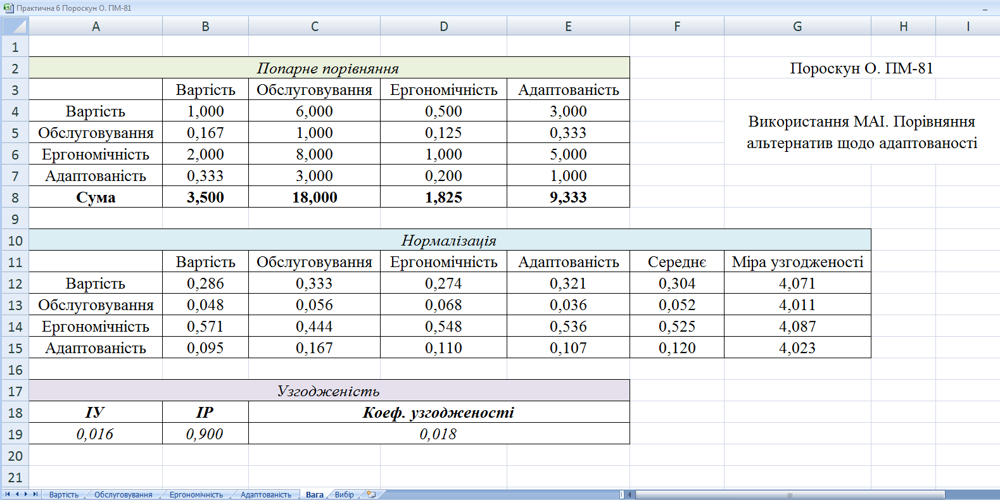 Практична 6 Пороскун О. ПМ-81
A B C D E F G H I
1
2 Попарне порівняння Пороскун О. ПМ-81
3 Вартість Обслуговування Ергономічність Адаптованість
4 Вартість 1,000 6,000 0,500 3,000
Використання МАІ. Порівняння
5 Обслуговування 0,167 1,000 0,125 0,333
альтернатив щодо адаптованості
6 Ергономічність 2,000 8,000 1,000 5,000
7 Адаптованість 0,333 3,000 0,200 1,000
8 Сума 3,500 18,000 1,825 9,333
9
10 Нормалізація
11 Вартість Обслуговування Ергономічність Адаптованість Середнє Міра узгодженості
12 Вартість 0,286 0,333 0,274 0,321 0,304 4,071
13 Обслуговування 0,048 0,056 0,068 0,036 0,052 4,011
14 Ергономічність 0,571 0,444 0,548 0,536 0,525 4,087
15 Адаптованість 0,095 0,167 0,110 0,107 0,120 4,023
16
17 Узгодженість
18 ІУ ІР Коеф. узгодженості
19 0,016 0,900 0,018
20
21
Вартість Обслуговування Ергономічність Адаптованість Вага Вибір